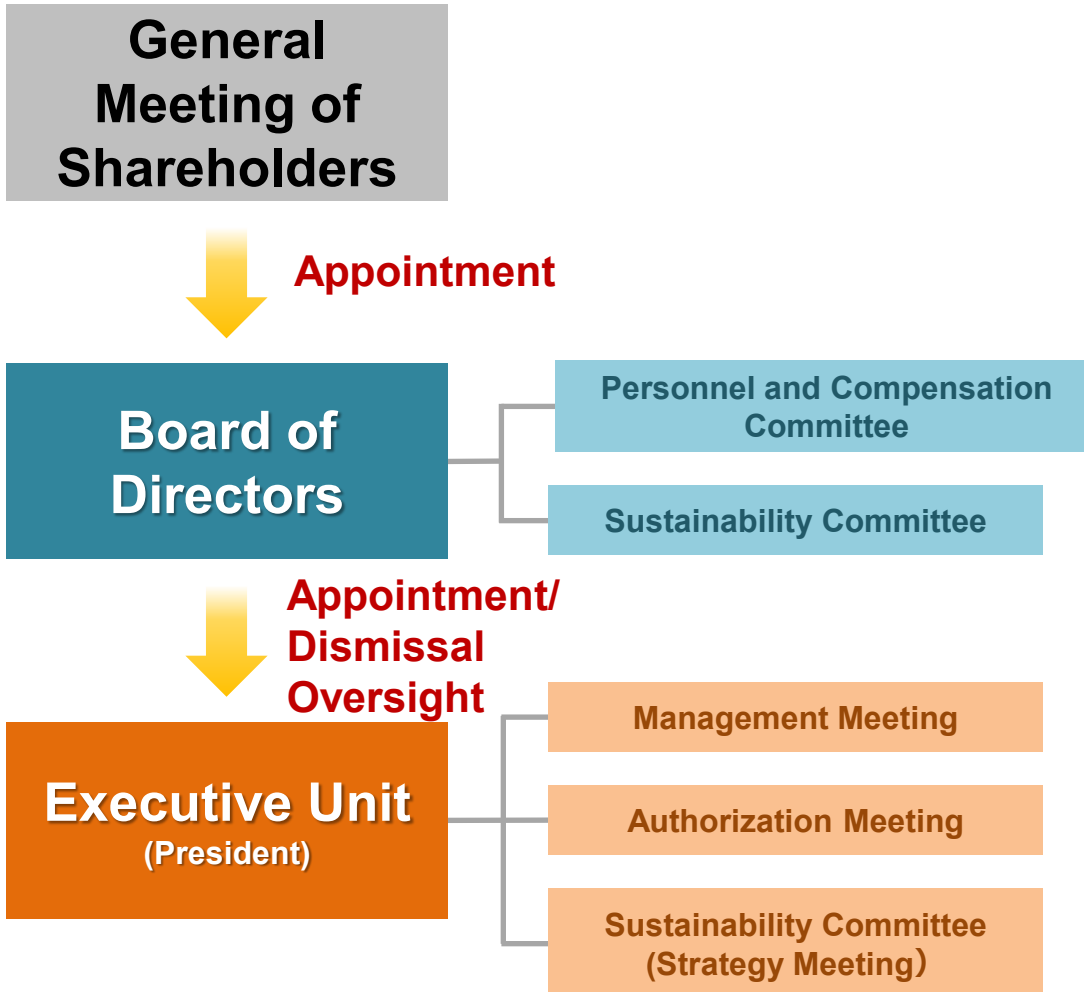 General
Meeting of
Shareholders
Appointment
Board of
Directors
Personnel and Compensation
Committee
Sustainability Committee
Appointment/
Dismissal
Oversight
Executive Unit
(President)
Management Meeting
Authorization Meeting
Sustainability Committee
(Strategy Meeting）